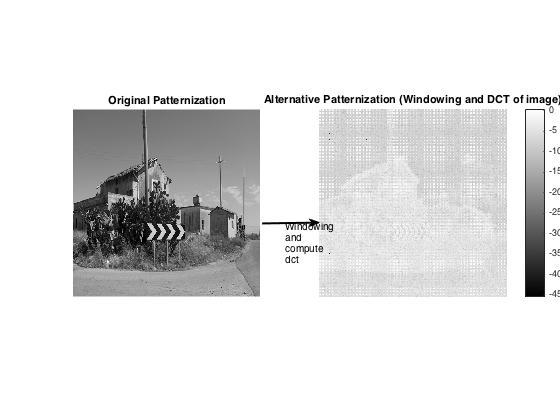 Original Patternization
Alternative Patternization (Windowing and DCT of image)
Windowing
and
compute
dct
0
-5
-10
-15
-20
-25
-30
-35
-40
-45